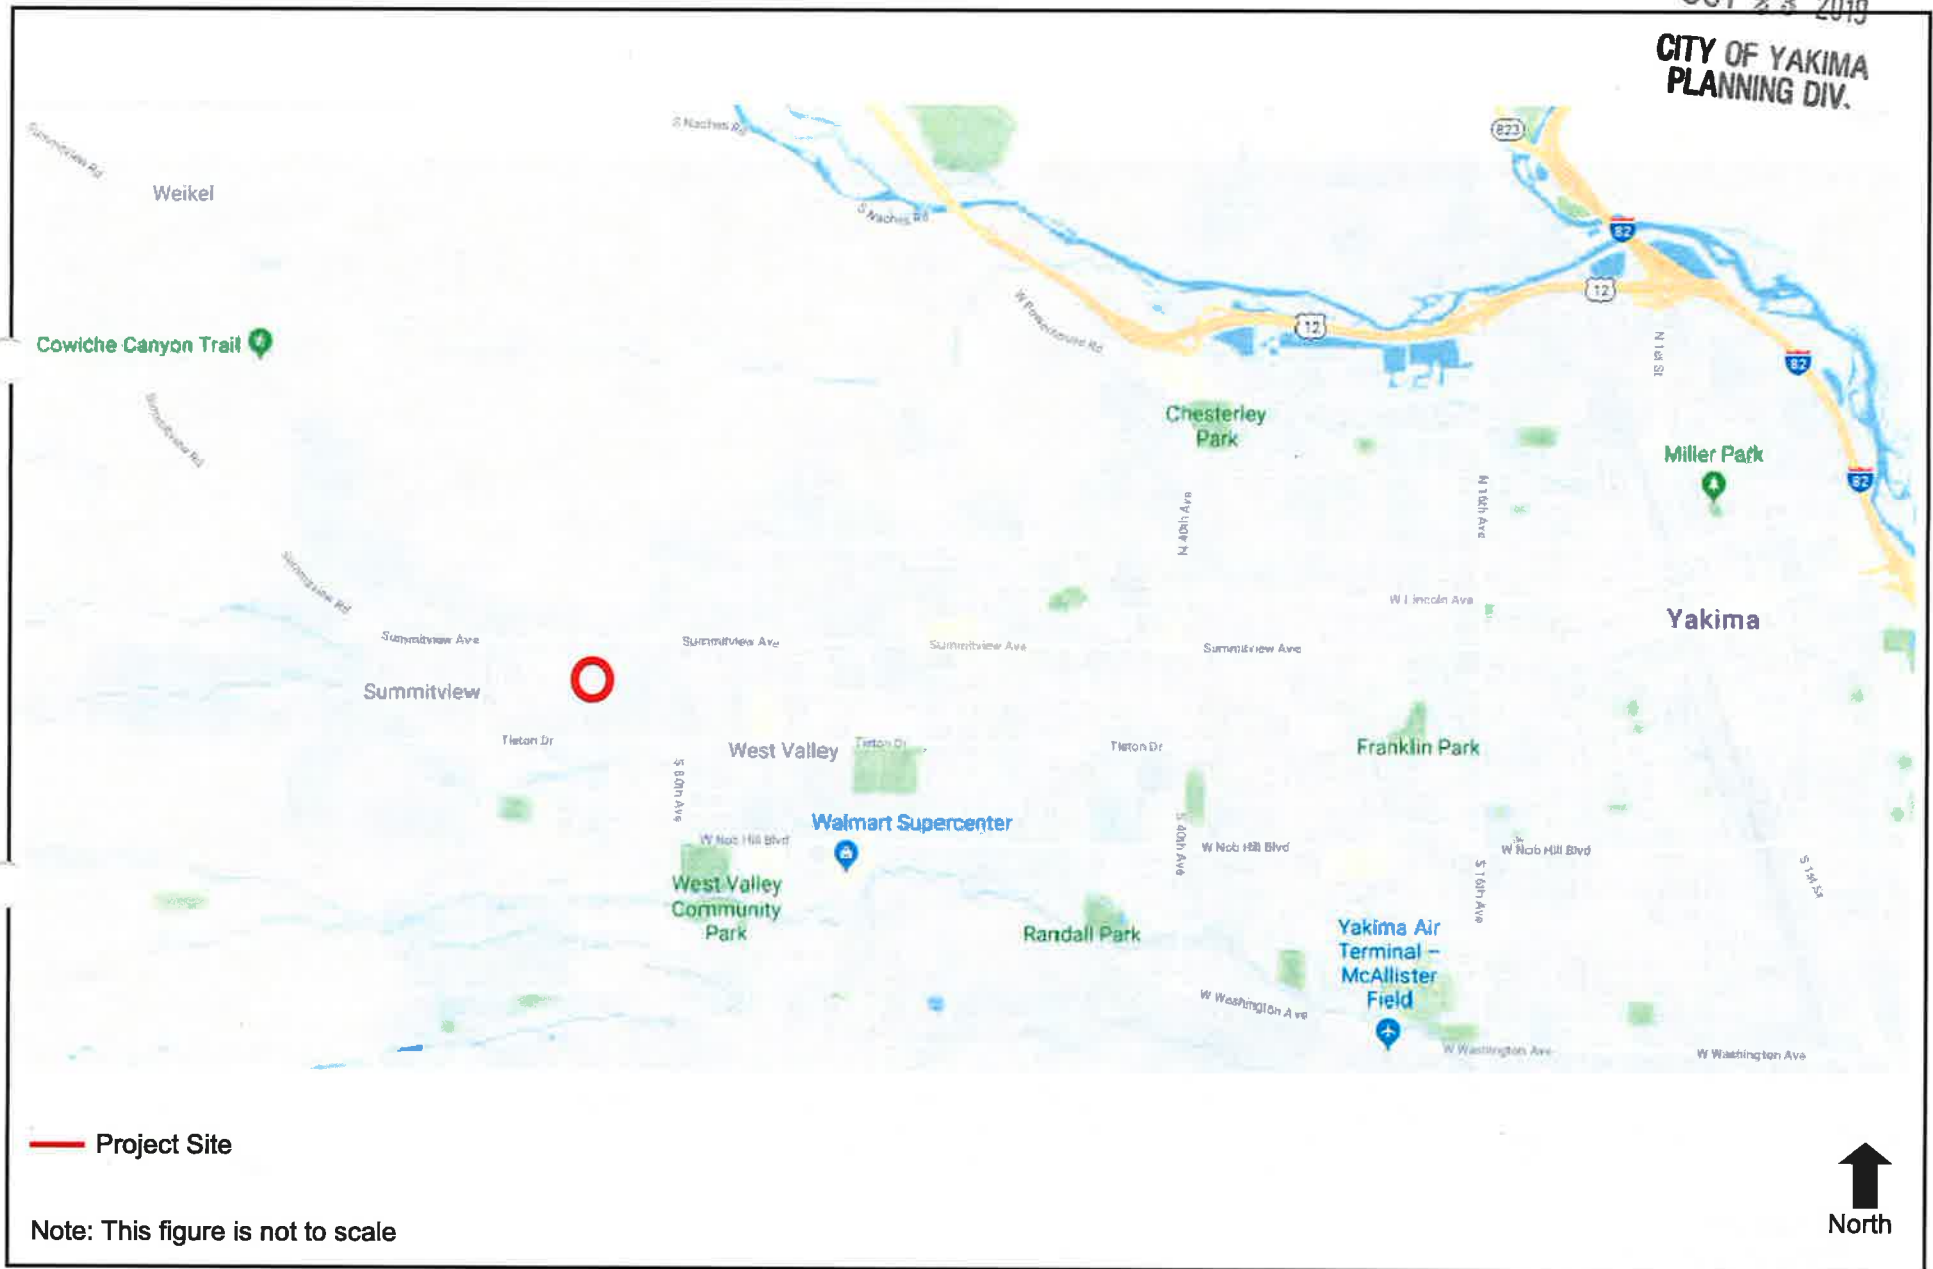 2019
CITY OF YAKIMA
PLANNING DIV.
823
S Naches Rd
Summitview Rd
Weikel
S Naches Rd
82
12
W Powerhouse Rd
12
Cowiche Canyon Trail
N 1st St
82
Summitview Rd
Chesterley
Park
Miller Park
82
N 40th Ave
N 16th Ave
Summitview Rd
W Lincoln Ave
Yakima
Summitview Ave
Summitview Ave
Summitview Ave
Summitview Ave
Summitview
Tieton Dr
West Valley
Tieton Dr
Tieton Dr
Franklin Park
S 80th Ave
Walmart Supercenter
W Nob Hill Blvd
S 40th Ave
W Nob Hill Blvd
W Nob Hill Blvd
S 16th Ave
S 1st St
West Valley
Community
Park
Randall Park
Yakima Air
Terminal –
McAllister
Field
W Washington Ave
W Washington Ave
W Washington Ave
Project Site
North
Note: This figure is not to scale